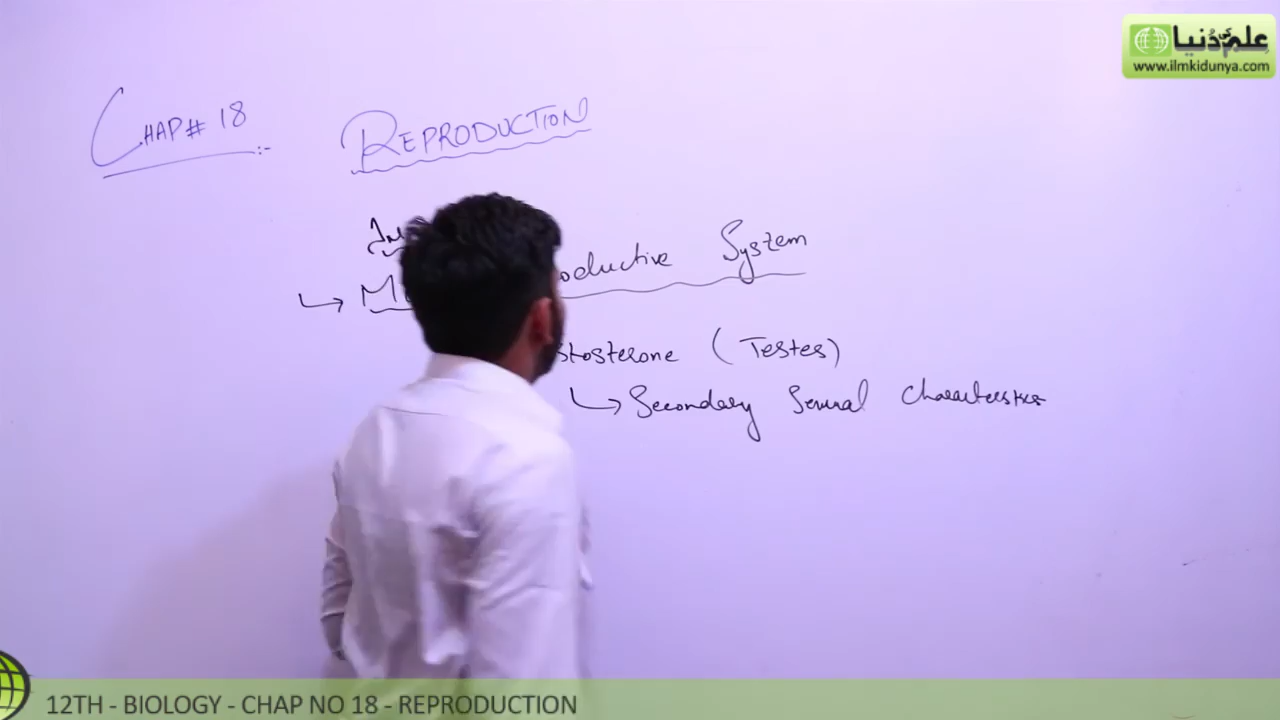 علم کی دنیا
www.ilmkidunya.com
CHAP# 18 :-
REPRODUCTION
oductive System
stosterone (Testes)
↳ Secondary Sexual Characteristics
12TH - BIOLOGY - CHAP NO 18 - REPRODUCTION